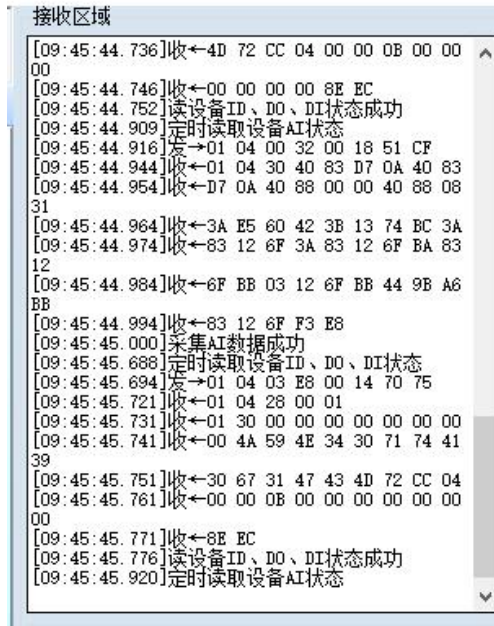 接收区域
[09:45:44.736]收←4D 72 CC 04 00 00 0B 00 00
00
[09:45:44.746]收←00 00 00 00 8E EC
[09:45:44.752]读设备ID、DO、DI状态成功
[09:45:44.909]定时读取设备AI状态
[09:45:44.916]发→01 04 00 32 00 18 51 CF
[09:45:44.944]收←01 04 30 40 83 D7 0A 40 83
[09:45:44.954]收←D7 0A 40 88 00 00 40 88 08
31
[09:45:44.964]收←3A E5 60 42 3B 13 74 BC 3A
[09:45:44.974]收←83 12 6F 3A 83 12 6F BA 83
12
[09:45:44.984]收←6F BB 03 12 6F BB 44 9B A6
BB
[09:45:44.994]收←83 12 6F F3 E8
[09:45:45.000]采集AI数据成功
[09:45:45.688]定时读取设备ID、DO、DI状态
[09:45:45.694]发→01 04 03 E8 00 14 70 75
[09:45:45.721]收←01 04 28 00 01
[09:45:45.731]收←01 30 00 00 00 00 00 00 00
[09:45:45.741]收←00 4A 59 4E 34 30 71 74 41
39
[09:45:45.751]收←30 67 31 47 43 4D 72 CC 04
[09:45:45.761]收←00 00 0B 00 00 00 00 00 00
00
[09:45:45.771]收←8E EC
[09:45:45.776]读设备ID、DO、DI状态成功
[09:45:45.920]定时读取设备AI状态